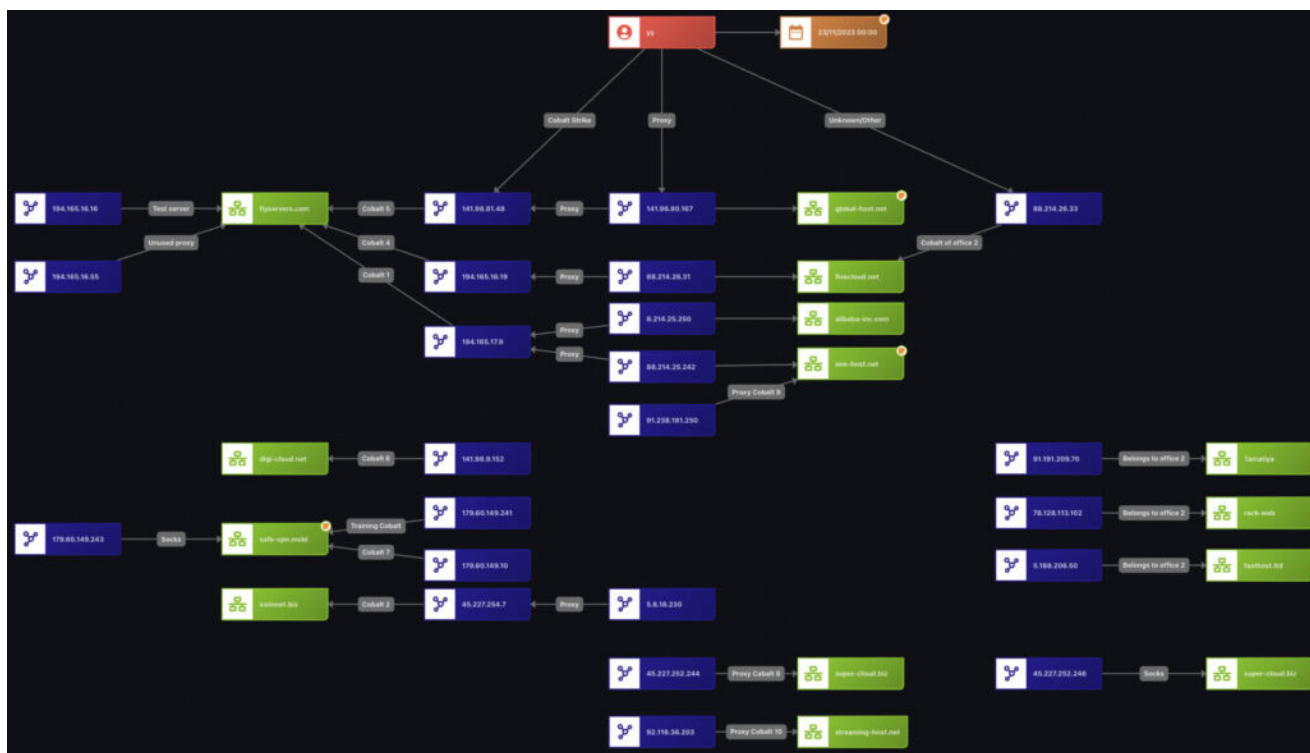 yy
23/11/2023 00:00
Cobalt Strike
Proxy
Unknown/Other
194.165.16.16
Test server
flyservers.com
Cobalt 5
141.98.81.48
Proxy
141.98.80.167
global-host.net
88.214.26.33
Unused proxy
Cobalt 4
Cobalt of office 2
194.165.16.55
Cobalt 1
194.165.16.19
Proxy
88.214.26.31
fivecloud.net
8.214.25.250
alibaba-inc.com
Proxy
Proxy
88.214.25.242
one-host.net
Proxy Cobalt 9
91.238.181.250
digi-cloud.net
Cobalt 6
141.98.9.152
91.191.209.70
Belongs to office 2
Tamatiya
179.60.149.241
78.128.113.102
Belongs to office 2
rack-web
179.60.149.243
Socks
safe-vpn.mobi
Training Cobalt
Cobalt 7
179.60.149.10
5.188.206.60
Belongs to office 2
fasthost.ltd
Cobalt 2
45.227.254.7
Proxy
5.8.18.230
45.227.252.244
Proxy Cabalt 8
super-cloud.biz
45.227.252.246
Socks
super-cloud.biz
92.118.36.203
Proxy Cobalt 10
streaming-host.net